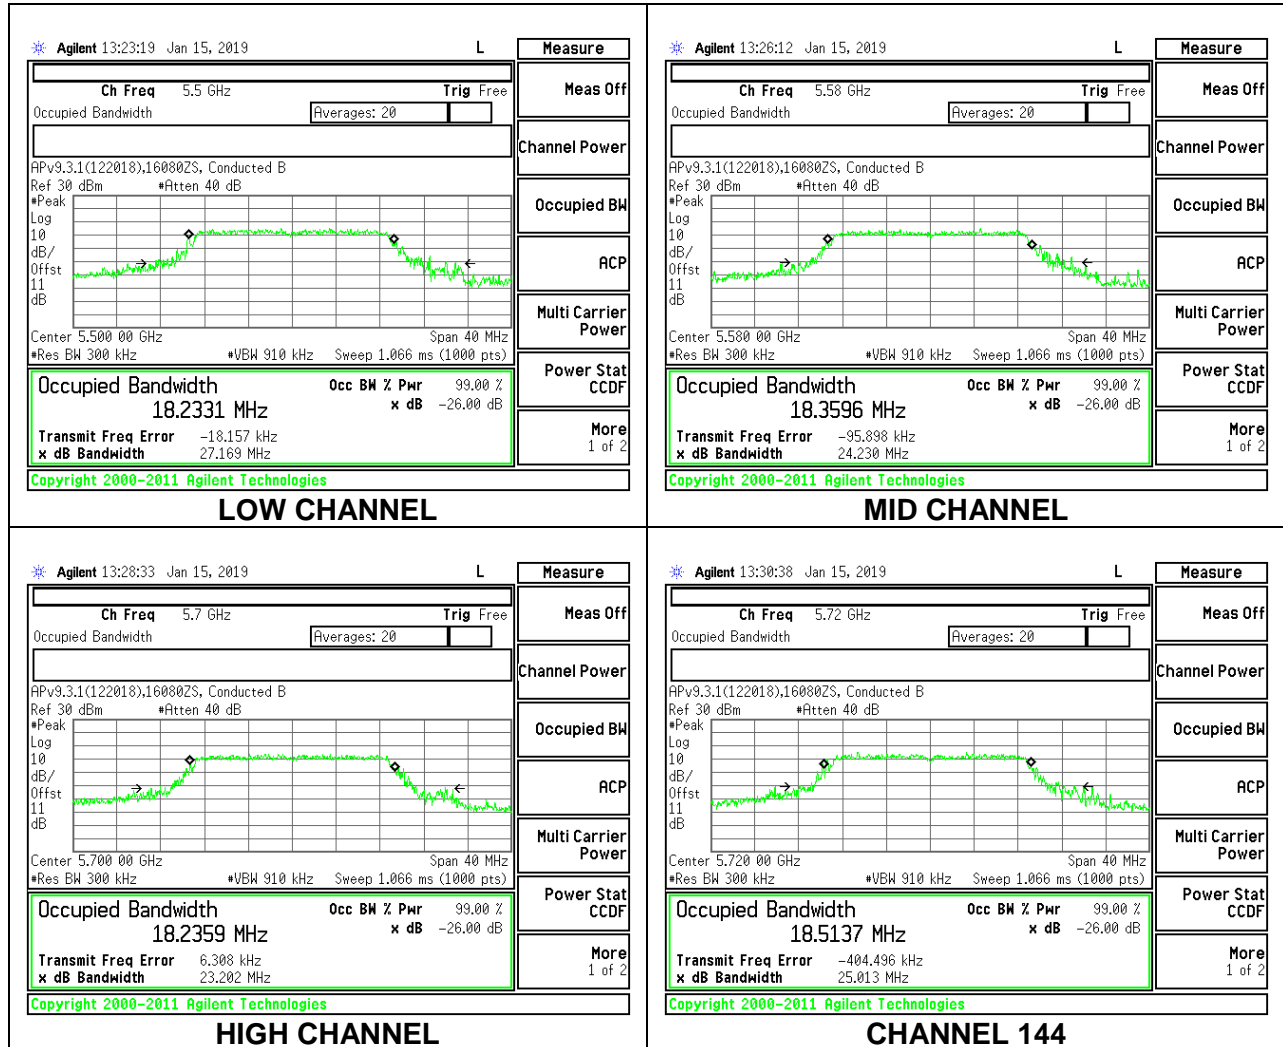 Agilent 13:23:19 Jan 15, 2019 L Measure
Ch Freq 5.5 GHz Trig Free Meas Off
Occupied Bandwidth Averages: 20
Channel Power
APv9.3.1(122018),16080ZS, Conducted B
Ref 30 dBm #Atten 40 dB
#Peak Occupied BW
Log
10
dB/
Offst ACP
11
dB
Multi Carrier
Power
Center 5.500 00 GHz Span 40 MHz
#Res BW 300 kHz #VBW 910 kHz Sweep 1.066 ms (1000 pts)
Power Stat
CCDF
Occupied Bandwidth Occ BW % Pwr 99.00 %
18.2331 MHz x dB -26.00 dB
Transmit Freq Error -18.157 kHz More
x dB Bandwidth 27.169 MHz 1 of 2
Copyright 2000-2011 Agilent Technologies
LOW CHANNEL
Agilent 13:26:12 Jan 15, 2019 L Measure
Ch Freq 5.58 GHz Trig Free Meas Off
Occupied Bandwidth Averages: 20
Channel Power
APv9.3.1(122018),16080ZS, Conducted B
Ref 30 dBm #Atten 40 dB
#Peak Occupied BW
Log
10
dB/
Offst ACP
11
dB
Multi Carrier
Power
Center 5.580 00 GHz Span 40 MHz
#Res BW 300 kHz #VBW 910 kHz Sweep 1.066 ms (1000 pts)
Power Stat
CCDF
Occupied Bandwidth Occ BW % Pwr 99.00 %
18.3596 MHz x dB -26.00 dB
Transmit Freq Error -95.898 kHz More
x dB Bandwidth 24.230 MHz 1 of 2
Copyright 2000-2011 Agilent Technologies
MID CHANNEL
Agilent 13:28:33 Jan 15, 2019 L Measure
Ch Freq 5.7 GHz Trig Free Meas Off
Occupied Bandwidth Averages: 20
Channel Power
APv9.3.1(122018),16080ZS, Conducted B
Ref 30 dBm #Atten 40 dB
#Peak Occupied BW
Log
10
dB/
Offst ACP
11
dB
Multi Carrier
Power
Center 5.700 00 GHz Span 40 MHz
#Res BW 300 kHz #VBW 910 kHz Sweep 1.066 ms (1000 pts)
Power Stat
CCDF
Occupied Bandwidth Occ BW % Pwr 99.00 %
18.2359 MHz x dB -26.00 dB
Transmit Freq Error 6.308 kHz More
x dB Bandwidth 23.202 MHz 1 of 2
Copyright 2000-2011 Agilent Technologies
HIGH CHANNEL
Agilent 13:30:38 Jan 15, 2019 L Measure
Ch Freq 5.72 GHz Trig Free Meas Off
Occupied Bandwidth Averages: 20
Channel Power
APv9.3.1(122018),16080ZS, Conducted B
Ref 30 dBm #Atten 40 dB
#Peak Occupied BW
Log
10
dB/
Offst ACP
11
dB
Multi Carrier
Power
Center 5.720 00 GHz Span 40 MHz
#Res BW 300 kHz #VBW 910 kHz Sweep 1.066 ms (1000 pts)
Power Stat
CCDF
Occupied Bandwidth Occ BW % Pwr 99.00 %
18.5137 MHz x dB -26.00 dB
Transmit Freq Error -404.496 kHz More
x dB Bandwidth 25.013 MHz 1 of 2
Copyright 2000-2011 Agilent Technologies
CHANNEL 144